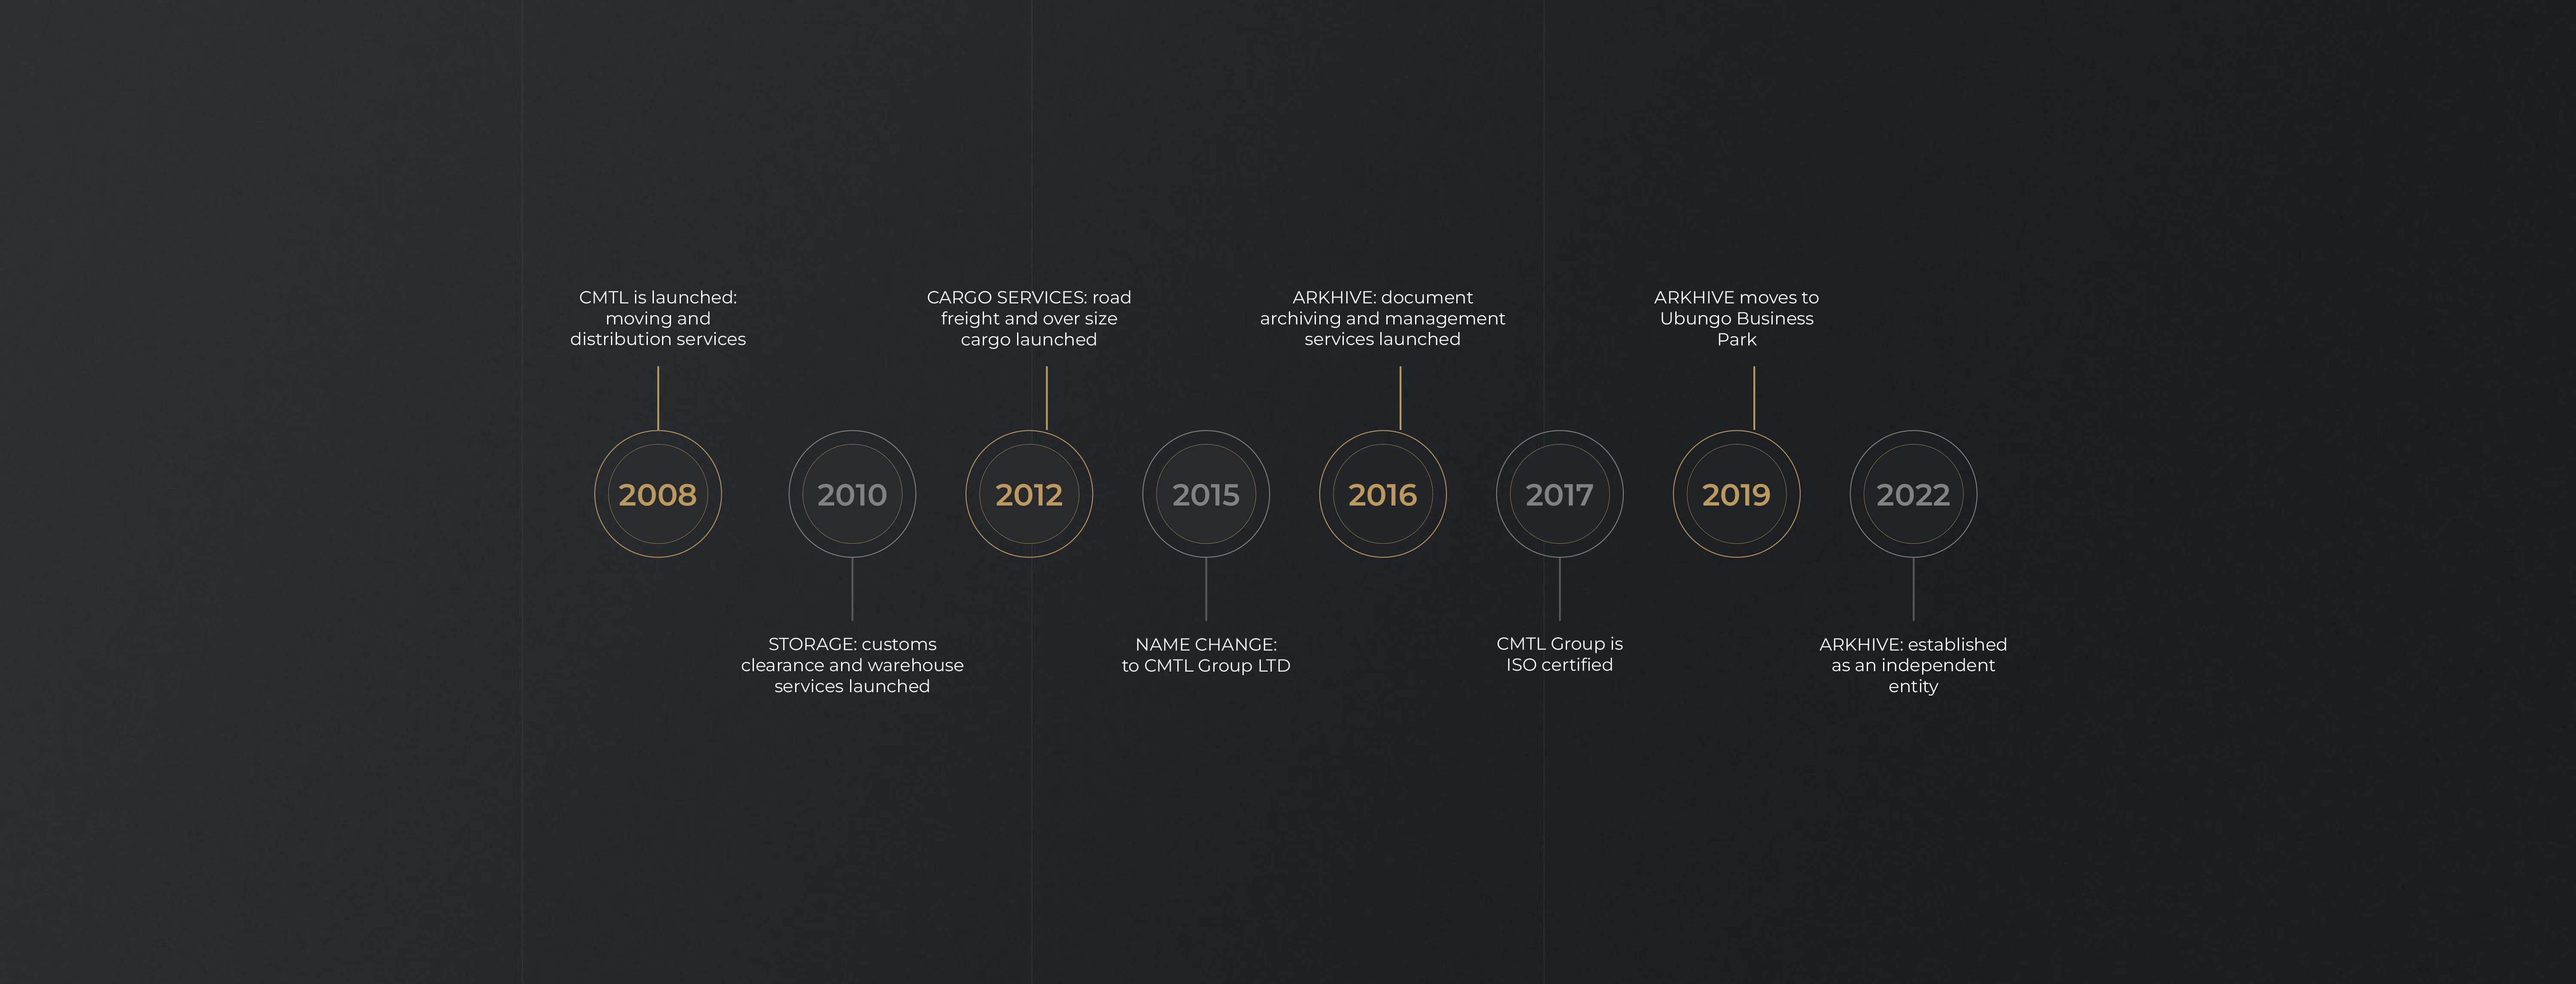 CMTL is launched:
moving and
distribution services
CARGO SERVICES: road
freight and over size
cargo launched
ARKHIVE: document
archiving and management
services launched
ARKHIVE moves to
Ubungo Business
Park
2008
2010
2012
2015
2016
2017
2019
2022
STORAGE: customs
clearance and warehouse
services launched
NAME CHANGE:
to CMTL Group LTD
CMTL Group is
ISO certified
ARKHIVE: established
as an independent
entity